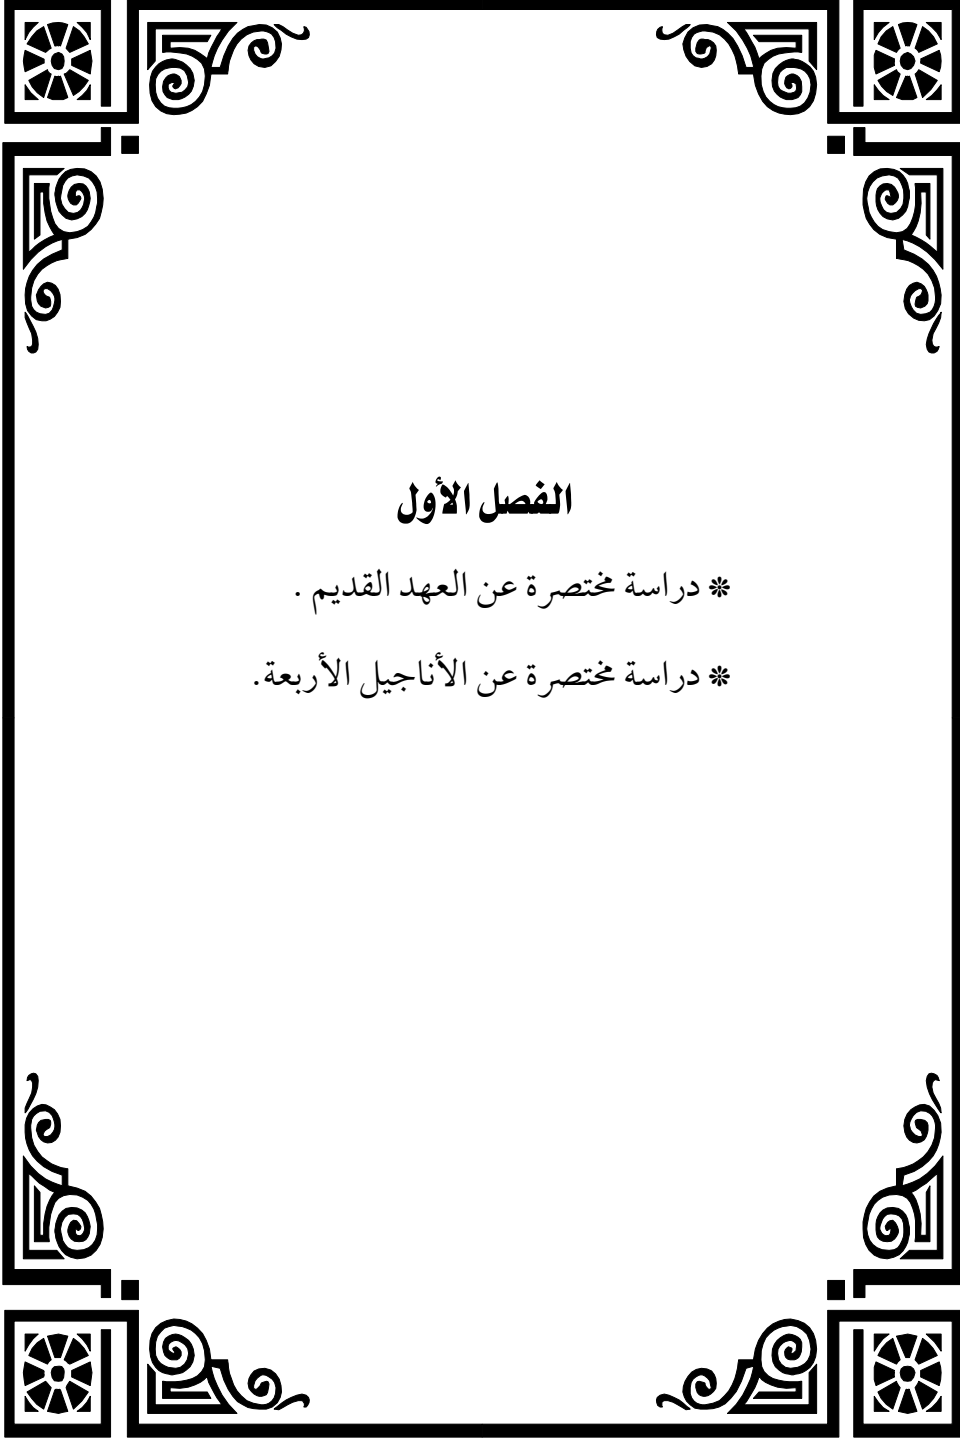 الفصل الأول
❊ دراسة مختصرة عن العهد القديم .
❊ دراسة مختصرة عن الأناجيل الأربعة.